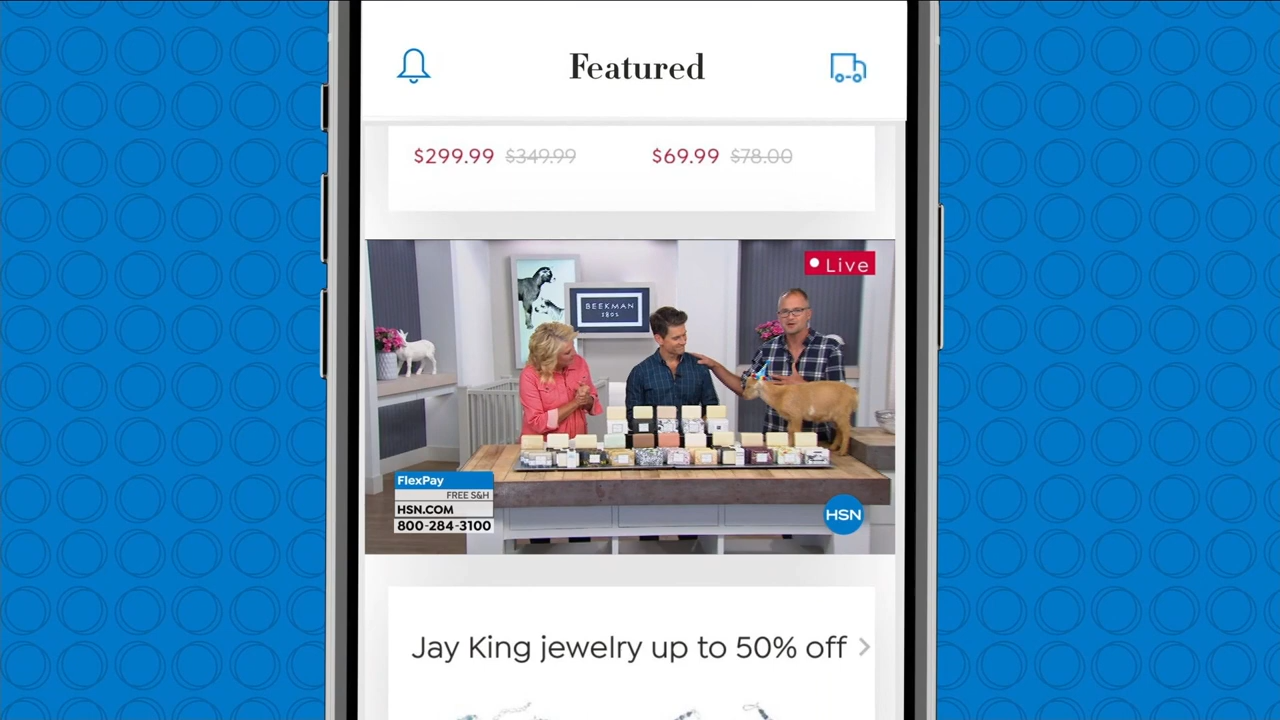 Featured
$299.99 $349.99 $69.99 $78.00
Live
BEEKMAN
1802
FlexPay
FREE S&H
HSN.COM
800-284-3100
HSN
Jay King jewelry up to 50% off